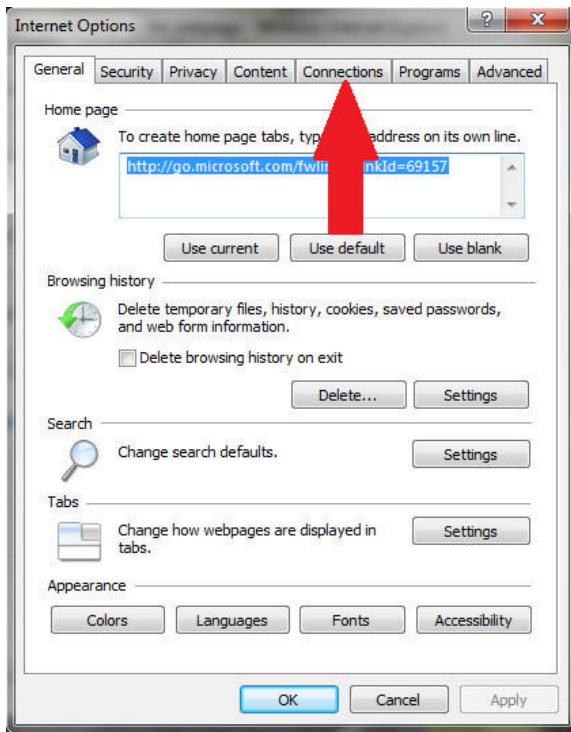 Internet Options
General Security Privacy Content Connections Programs Advanced
Home page
To create home page tabs, address on its own line.
http://go.microsoft.com/ =69157
Use current Use default Use blank
Browsing history
Delete temporary files, history, cookies, saved passwords,
and web form information.
Delete browsing history on exit
Delete... Settings
Search
Change search defaults. Settings
Tabs
Change how webpages are displayed in
tabs. Settings
Appearance
Colors Languages Fonts Accessibility
OK Cancel Apply